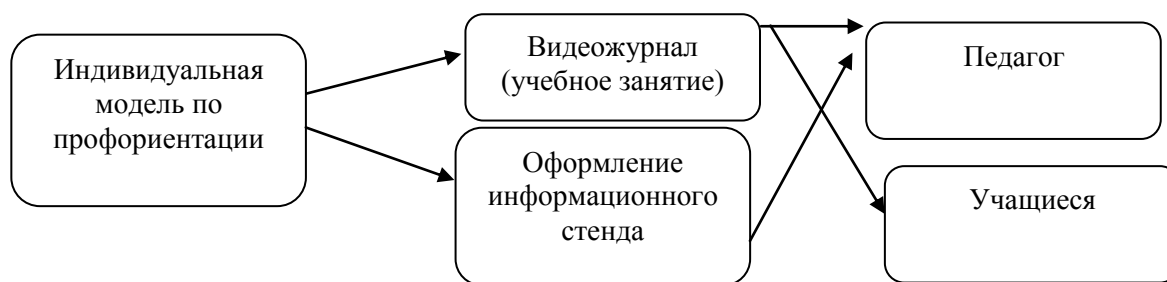 Индивидуальная
модель по
профориентации
Видеожурнал
(учебное занятие)
Оформление
информационного
стенда
Педагог
Учащиеся